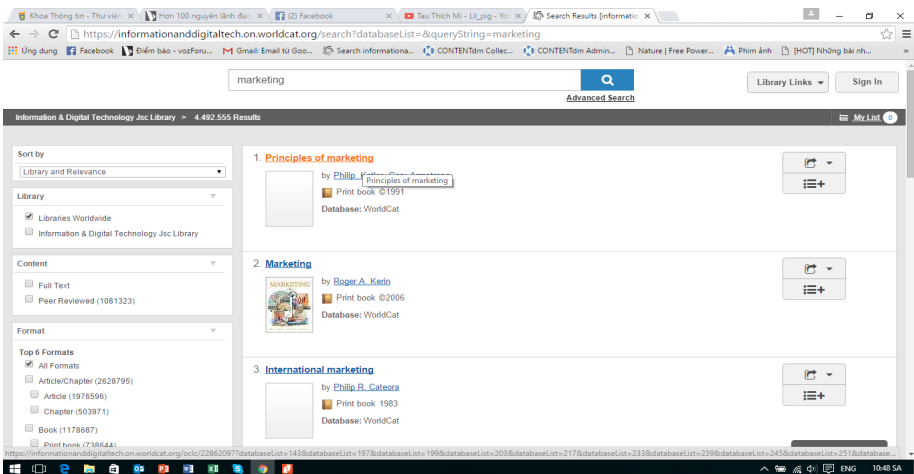 Khoa Thông tin - Thư viện
Hơn 100 nguyên lãnh đạc
(2) Facebook
Tau Thích Mi - Lil_pig - You
Search Results [informatio
https://informationanddigitaltech.on.worldcat.org/search?databaseList=&queryString=marketing
Ứng dụng
Facebook
Điểm báo - vozForu...
Gmail: Email từ Goo...
Search informationa...
CONTENTdm Collec...
CONTENTdm Admin...
Nature | Free Power...
Phim ảnh
[HOT] Những bài nh...
marketing
Advanced Search
Library Links
Sign In
Information & Digital Technology Jsc Library > 4.492.555 Results
My List 0
Sort by
Library and Relevance
Library
Libraries Worldwide
Information & Digital Technology Jsc Library
Content
Full Text
Peer Reviewed (1081323)
Format
Top 6 Formats
All Formats
Article/Chapter (2628795)
Article (1976596)
Chapter (503971)
Book (1178687)
Print book (738644)
1. Principles of marketing
by Philip. Kotler, Gary Armstrong
Principles of marketing
Print book ©1991
Database: WorldCat
2. Marketing
by Roger A. Kerin
MARKETING
Print book ©2006
Database: WorldCat
3. International marketing
by Philip R. Cateora
Print book 1983
Database: WorldCat
https://informationanddigitaltech.on.worldcat.org/oclc/22862097?databaseList=143&databaseList=197&databaseList=199&databaseList=203&databaseList=217&databaseList=233&databaseList=239&databaseList=245&databaseList=251&database...
ENG
10:48 SA